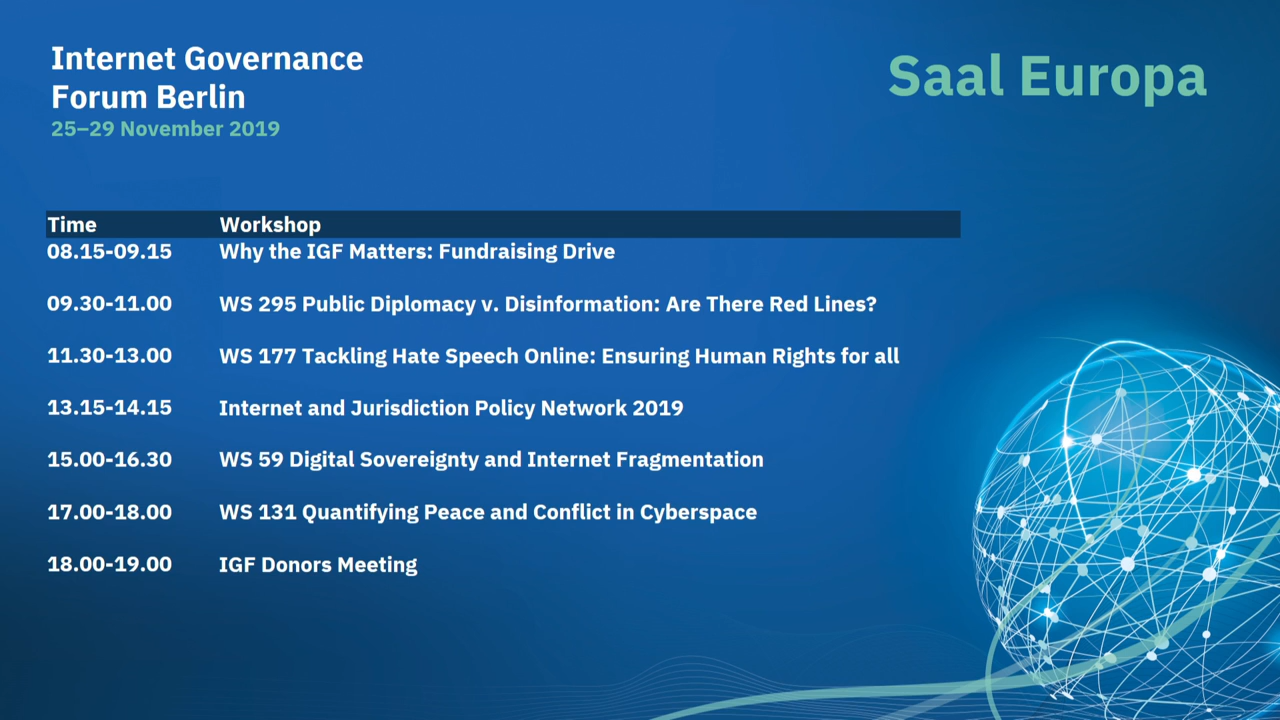 Internet Governance
Forum Berlin
25–29 November 2019
Saal Europa
Time Workshop
08.15-09.15 Why the IGF Matters: Fundraising Drive
09.30-11.00 WS 295 Public Diplomacy v. Disinformation: Are There Red Lines?
11.30-13.00 WS 177 Tackling Hate Speech Online: Ensuring Human Rights for all
13.15-14.15 Internet and Jurisdiction Policy Network 2019
15.00-16.30 WS 59 Digital Sovereignty and Internet Fragmentation
17.00-18.00 WS 131 Quantifying Peace and Conflict in Cyberspace
18.00-19.00 IGF Donors Meeting